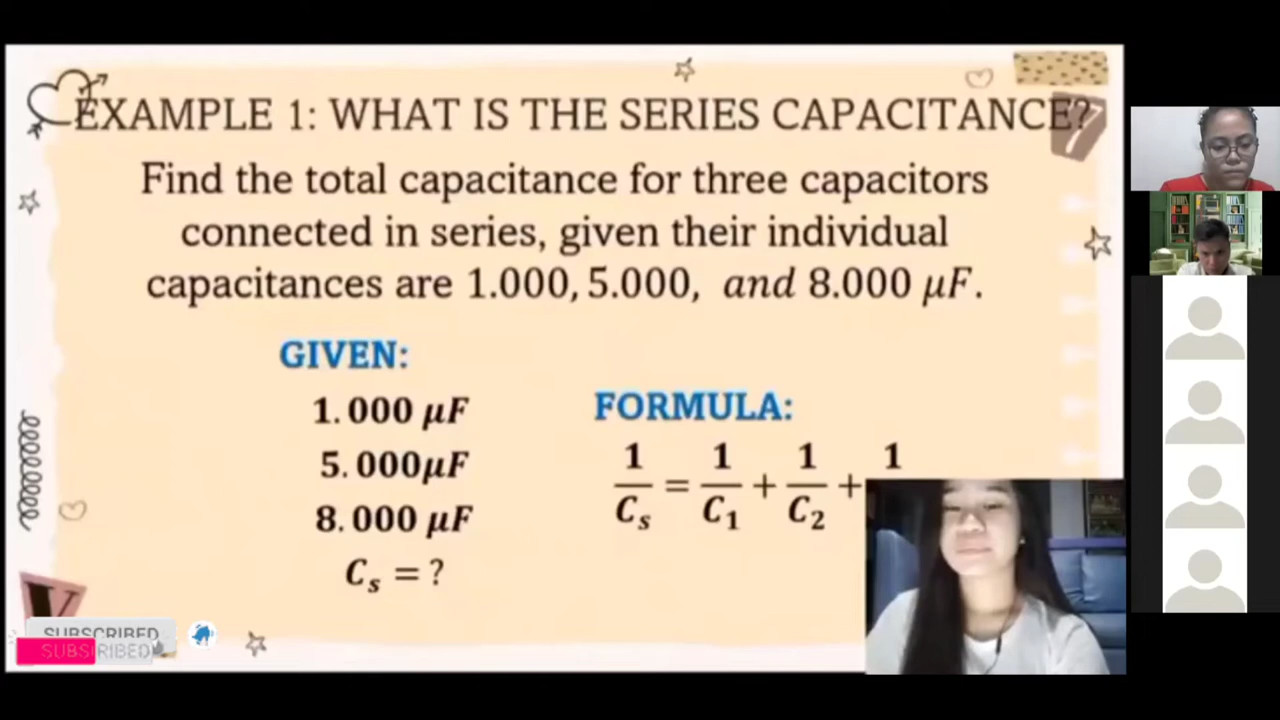 EXAMPLE 1: WHAT IS THE SERIES CAPACITANCE?
7
Find the total capacitance for three capacitors
connected in series, given their individual
capacitances are 1.000, 5.000, and 8.000 μF.
GIVEN:
1.000 μF
5.000μF
8.000 μF
C_s = ?
FORMULA:
1/C_s = 1/C_1 + 1/C_2 + 1
V
SUBSCRIBED
SUBSCRIBED